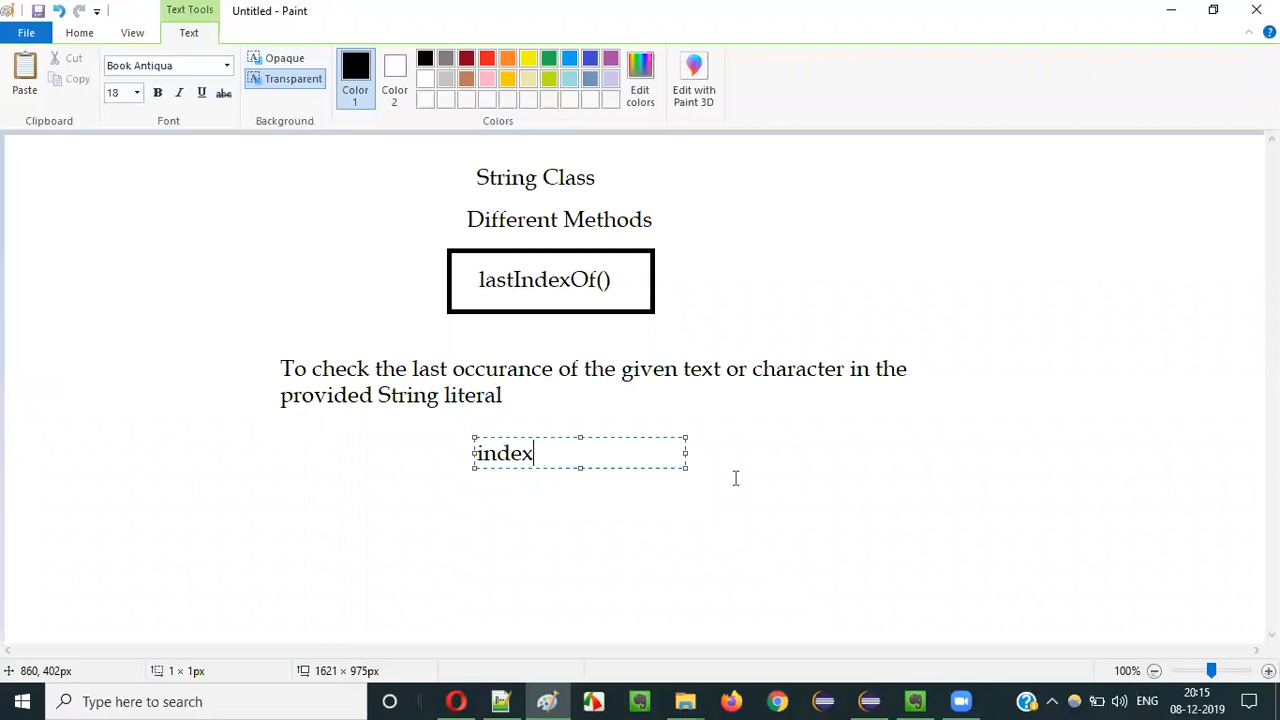 Text Tools
Untitled - Paint
File
Home
View
Text
Paste
Cut
Copy
Clipboard
Book Antiqua
18
B I U abc
Font
Opaque
Transparent
Background
Color 1
Color 2
Edit colors
Colors
Edit with Paint 3D
String Class
Different Methods
lastIndexOf()
To check the last occurance of the given text or character in the
provided String literal
index
860, 402px
1 × 1px
1621 × 975px
100%
Type here to search
ENG
20:15
08-12-2019